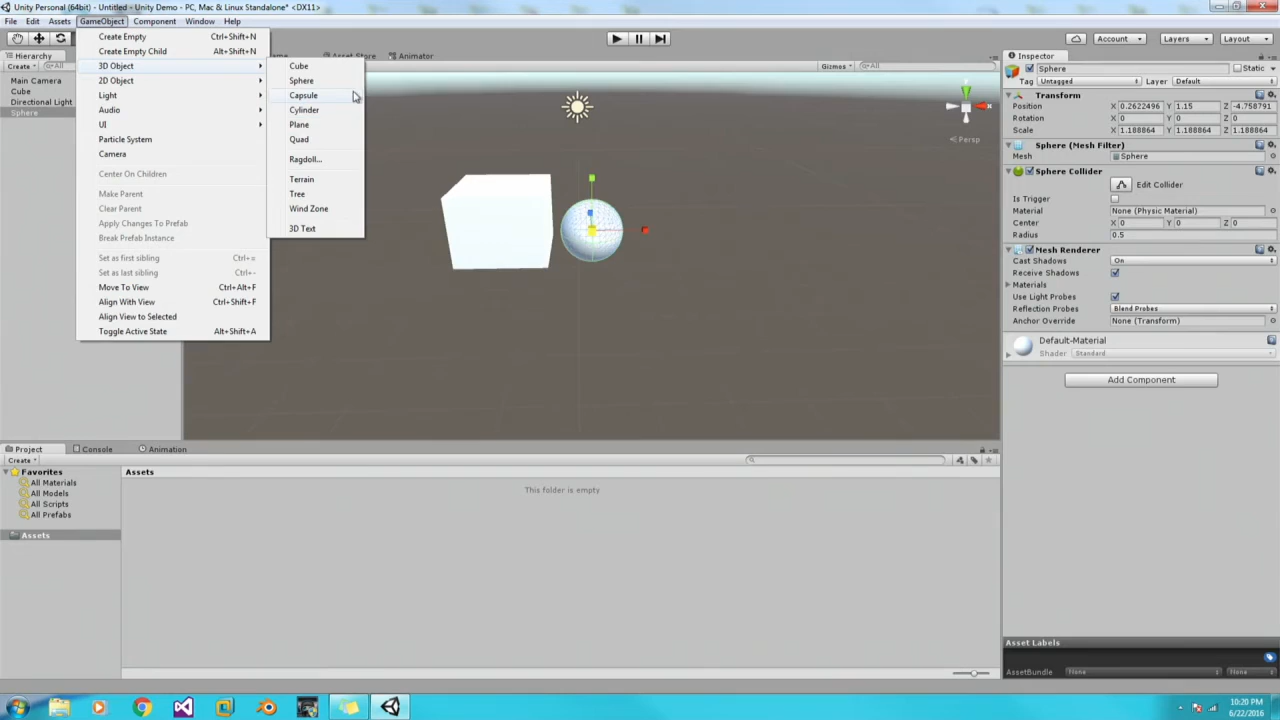 Unity Personal (64bit) - Untitled - Unity Demo - PC, Mac & Linux Standalone* <DX11>
File Edit Assets GameObject Component Window Help
Account Layers Layout
Create Empty Ctrl+Shift+N
Create Empty Child Alt+Shift+N
3D Object
2D Object
Light
Audio
UI
Particle System
Camera
Center On Children
Make Parent
Clear Parent
Apply Changes To Prefab
Break Prefab Instance
Set as first sibling Ctrl+=
Set as last sibling Ctrl+-
Move To View Ctrl+Alt+F
Align With View Ctrl+Shift+F
Align View to Selected
Toggle Active State Alt+Shift+A
Cube
Sphere
Capsule
Cylinder
Plane
Quad
Ragdoll...
Terrain
Tree
Wind Zone
3D Text
Hierarchy
Create All
Main Camera
Cube
Directional Light
Sphere
Asset Store Animator
Gizmos All
y
x
Persp
Inspector
Sphere Static
Tag Untagged Layer Default
Transform
Position X 0.2622496 Y 1.15 Z -4.758791
Rotation X 0 Y 0 Z 0
Scale X 1.188864 Y 1.188864 Z 1.188864
Sphere (Mesh Filter)
Mesh Sphere
Sphere Collider
Edit Collider
Is Trigger
Material None (Physic Material)
Center X 0 Y 0 Z 0
Radius 0.5
Mesh Renderer
Cast Shadows On
Receive Shadows
Materials
Use Light Probes
Reflection Probes Blend Probes
Anchor Override None (Transform)
Default-Material
Shader Standard
Add Component
Project Console Animation
Create
Favorites
All Materials
All Models
All Scripts
All Prefabs
Assets
Assets
This folder is empty
Asset Labels
AssetBundle None None
10:20 PM
6/22/2016